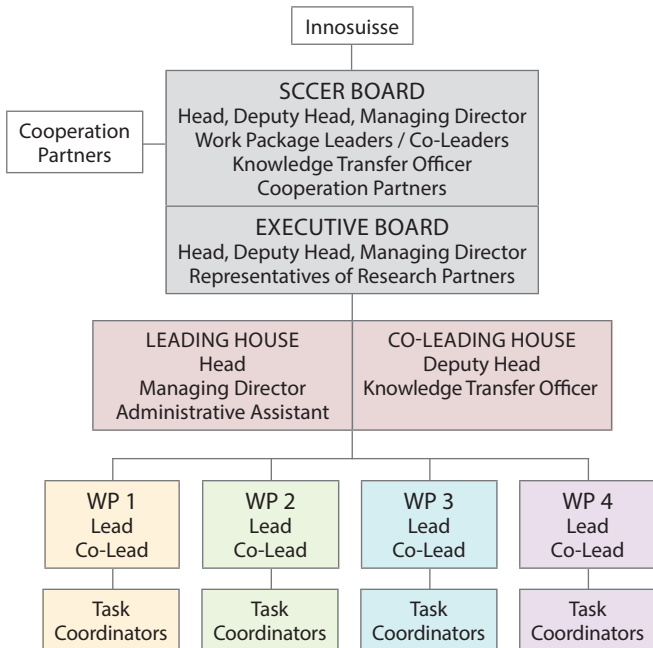 Innosuisse
SCCER BOARD
Head, Deputy Head, Managing Director
Work Package Leaders / Co-Leaders
Knowledge Transfer Officer
Cooperation Partners
Cooperation
Partners
EXECUTIVE BOARD
Head, Deputy Head, Managing Director
Representatives of Research Partners
LEADING HOUSE
Head
Managing Director
Administrative Assistant
CO-LEADING HOUSE
Deputy Head
Knowledge Transfer Officer
WP 1
Lead
Co-Lead
WP 2
Lead
Co-Lead
WP 3
Lead
Co-Lead
WP 4
Lead
Co-Lead
Task
Coordinators
Task
Coordinators
Task
Coordinators
Task
Coordinators